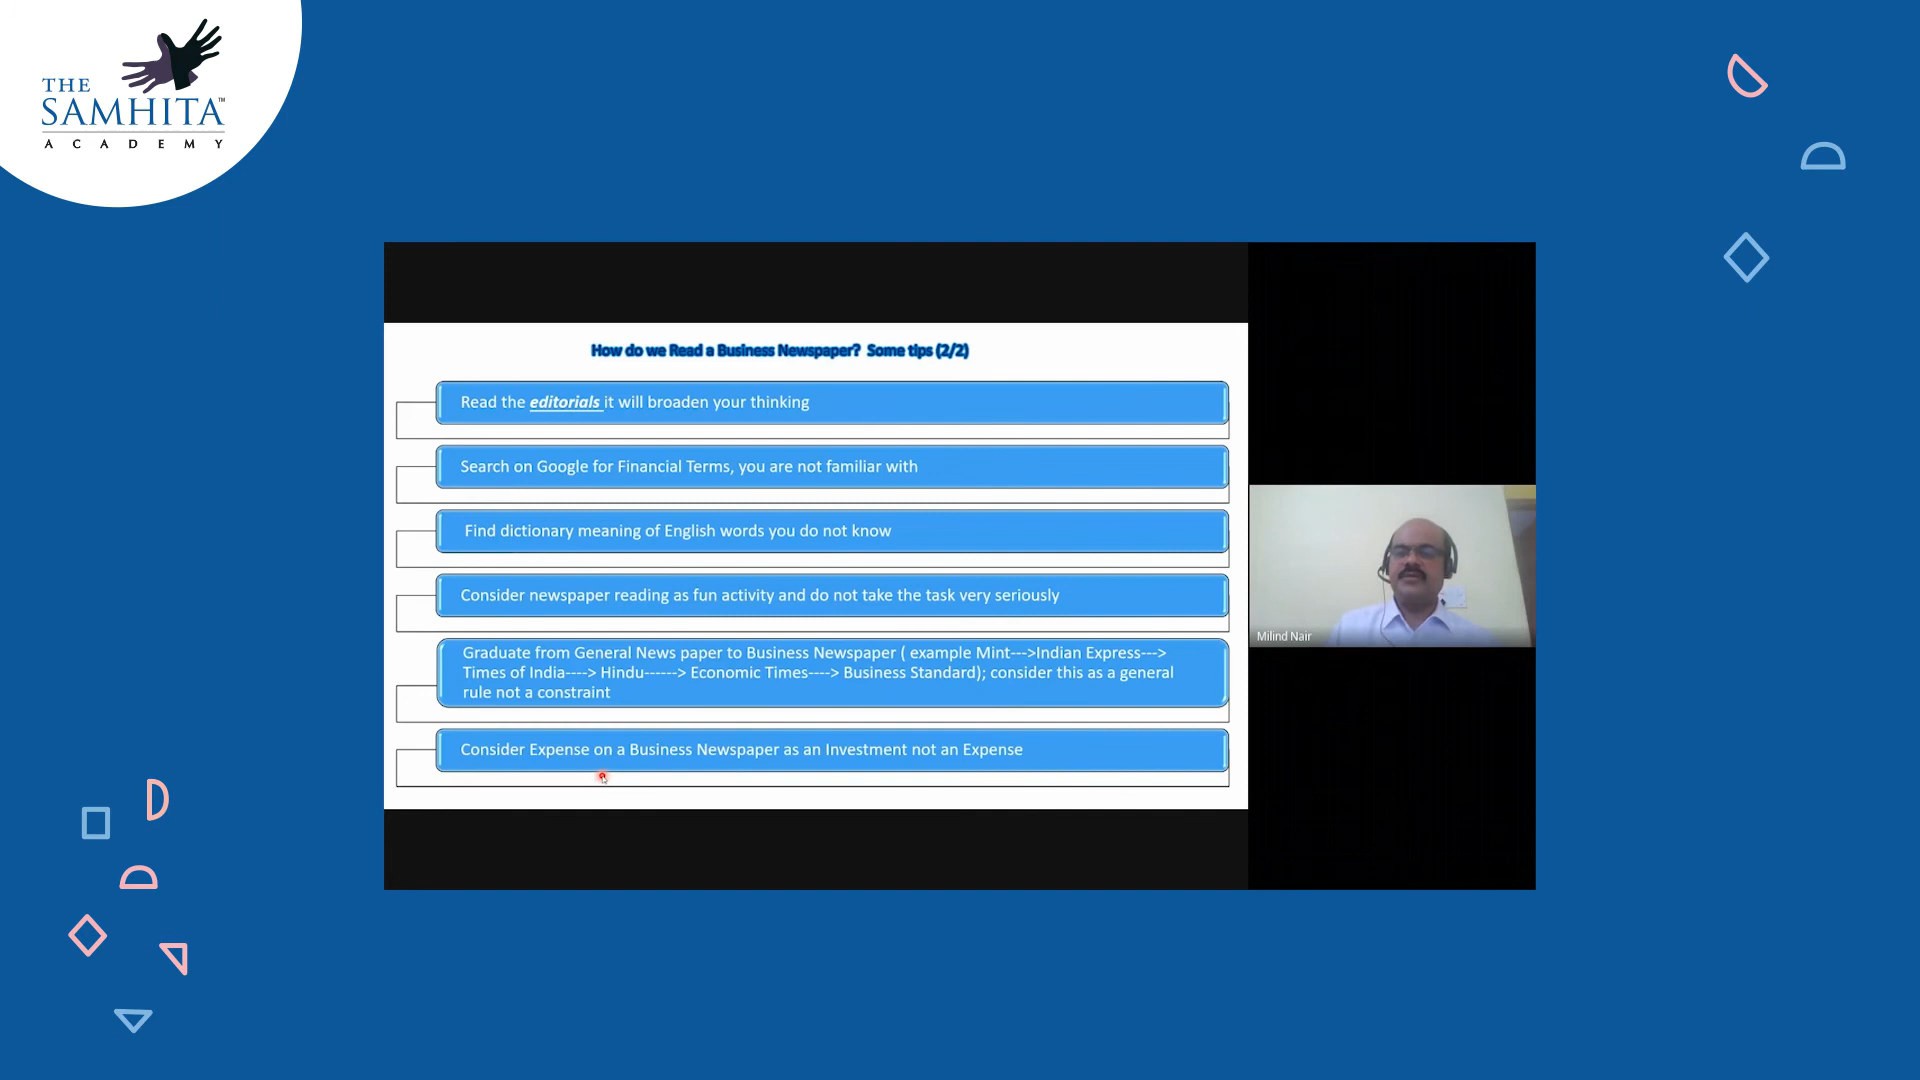 THE
SAMHITA™
ACADEMY
How do we Read a Business Newspaper? Some tips (2/2)
Read the editorials it will broaden your thinking
Search on Google for Financial Terms, you are not familiar with
Find dictionary meaning of English words you do not know
Consider newspaper reading as fun activity and do not take the task very seriously
Graduate from General News paper to Business Newspaper ( example Mint--->Indian Express--->
Times of India----> Hindu------> Economic Times----> Business Standard); consider this as a general
rule not a constraint
Consider Expense on a Business Newspaper as an Investment not an Expense
Milind Nair